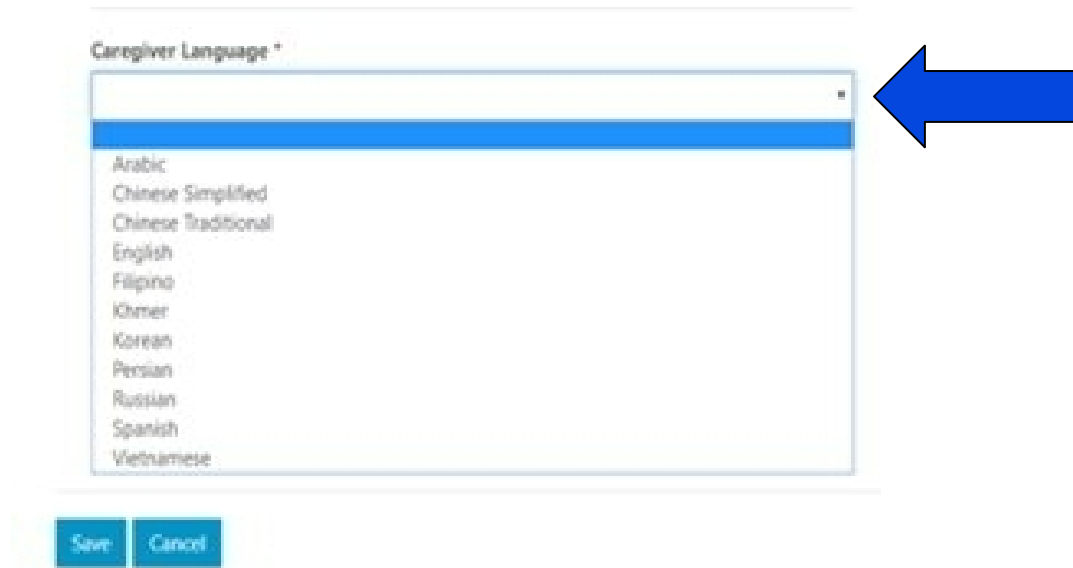 Caregiver Language *
Arabic
Chinese Simplified
Chinese Traditional
English
Filipino
Khmer
Korean
Persian
Russian
Spanish
Vietnamese
Save Cancel